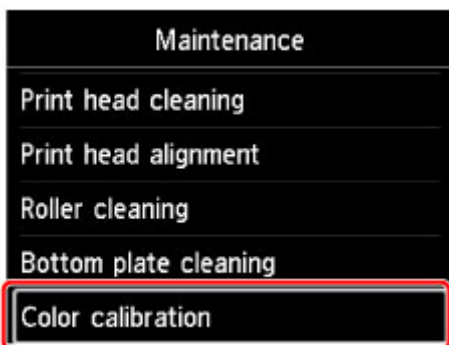 Maintenance
Print head cleaning
Print head alignment
Roller cleaning
Bottom plate cleaning
Color calibration